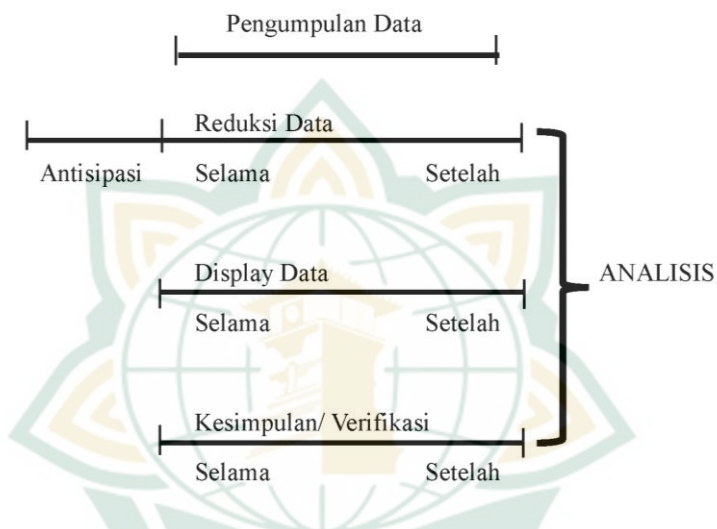 Pengumpulan Data
Reduksi Data
Antisipasi Selama Setelah
Display Data
ANALISIS
Selama Setelah
Kesimpulan/ Verifikasi
Selama Setelah